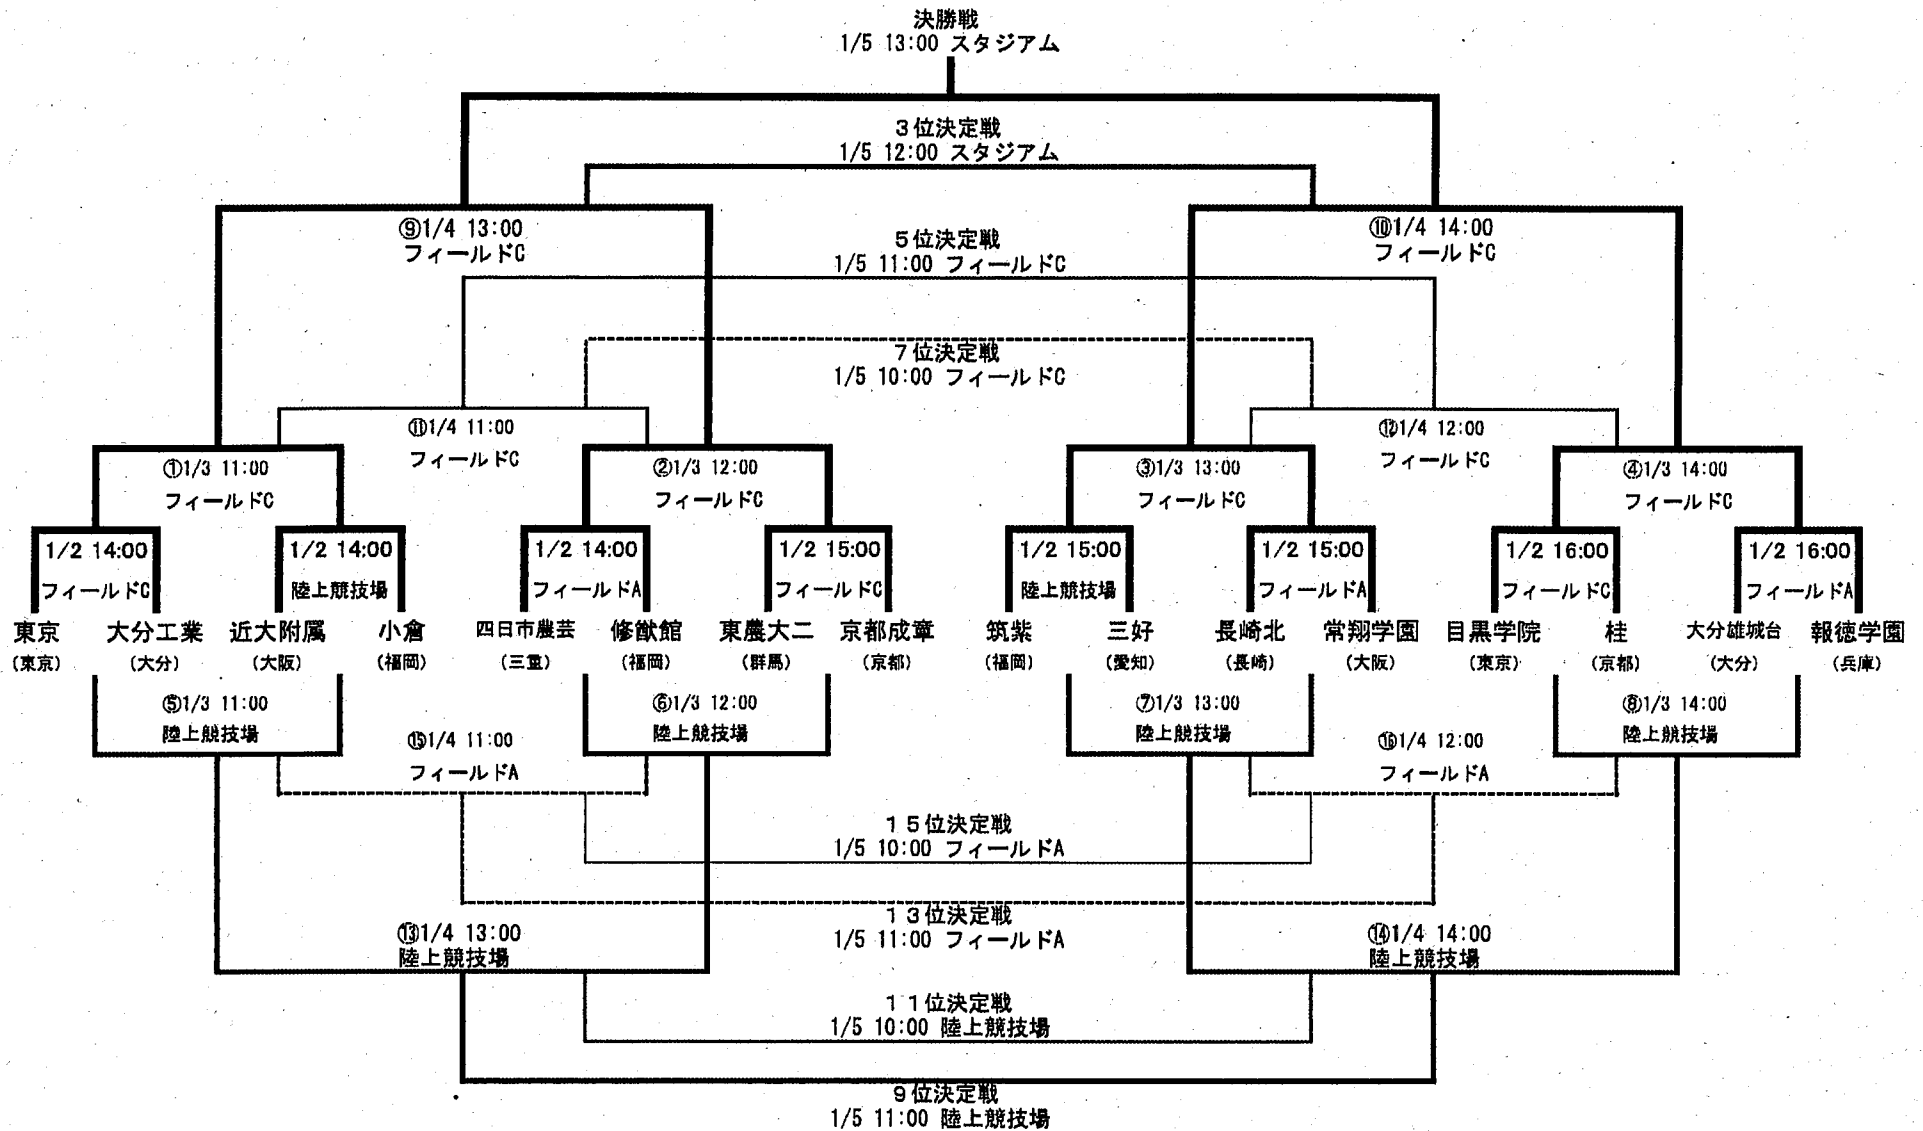 決勝戦
1/5 13:00 スタジアム
3位決定戦
1/5 12:00 スタジアム
⑨1/4 13:00
フィールドC
⑩1/4 14:00
フィールドC
5位決定戦
1/5 11:00 フィールドC
7位決定戦
1/5 10:00 フィールドC
⑪1/4 11:00
フィールドC
⑫1/4 12:00
フィールドC
①1/3 11:00
フィールドC
②1/3 12:00
フィールドC
③1/3 13:00
フィールドC
④1/3 14:00
フィールドC
1/2 14:00
フィールドC
1/2 14:00
陸上競技場
1/2 14:00
フィールドA
1/2 15:00
フィールドC
1/2 15:00
陸上競技場
1/2 15:00
フィールドA
1/2 16:00
フィールドC
1/2 16:00
フィールドA
東京 大分工業 近大附属 小倉 四日市農芸 修猷館 東農大二 京都成章 筑紫 三好 長崎北 常翔学園 目黒学院 桂 大分雄城台 報徳学園
(東京) (大分) (大阪) (福岡) (三重) (福岡) (群馬) (京都) (福岡) (愛知) (長崎) (大阪) (東京) (京都) (大分) (兵庫)
⑤1/3 11:00
陸上競技場
⑥1/3 12:00
陸上競技場
⑦1/3 13:00
陸上競技場
⑧1/3 14:00
陸上競技場
⑮1/4 11:00
フィールドA
⑯1/4 12:00
フィールドA
15位決定戦
1/5 10:00 フィールドA
13位決定戦
1/5 11:00 フィールドA
⑬1/4 13:00
陸上競技場
⑭1/4 14:00
陸上競技場
11位決定戦
1/5 10:00 陸上競技場
9位決定戦
1/5 11:00 陸上競技場